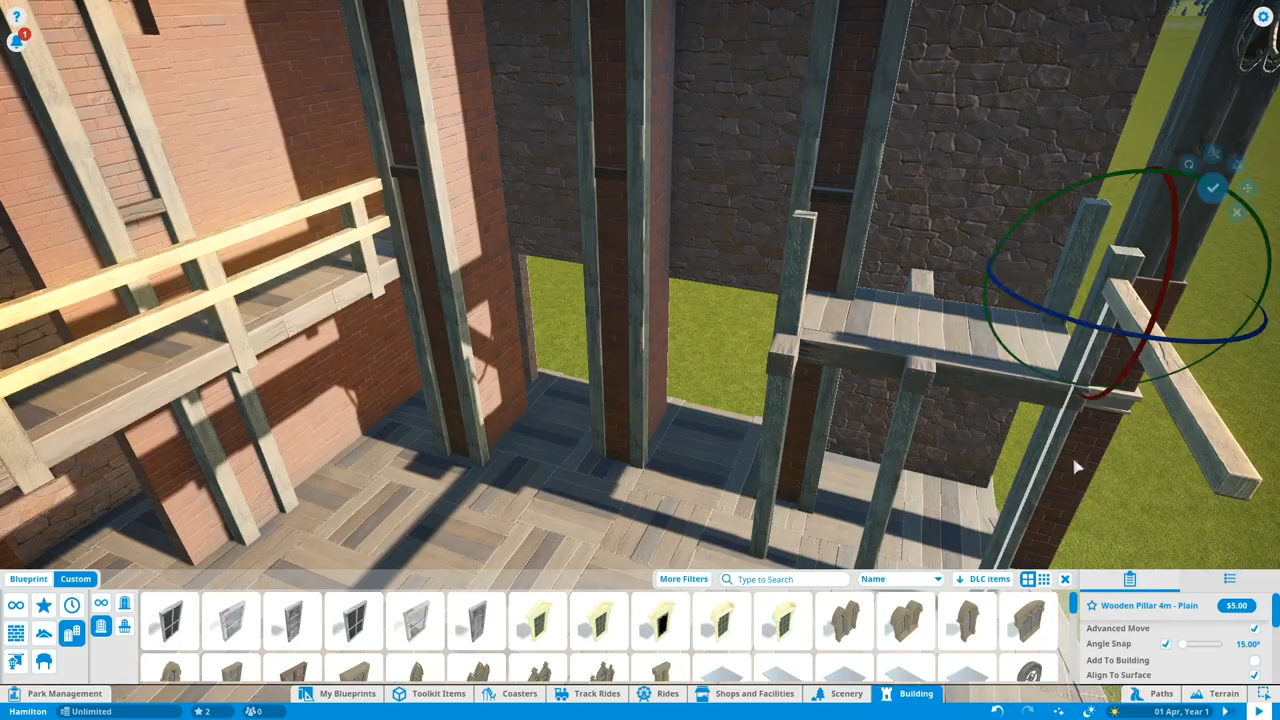 ?
1
Blueprint
Custom
More Filters
Type to Search
Name
DLC items
Wooden Pillar 4m - Plain
$5.00
Advanced Move
Angle Snap
15.00°
Add To Building
Align To Surface
Park Management
My Blueprints
Toolkit Items
Coasters
Track Rides
Rides
Shops and Facilities
Scenery
Building
Paths
Terrain
Hamilton
Unlimited
2
0
01 Apr, Year 1